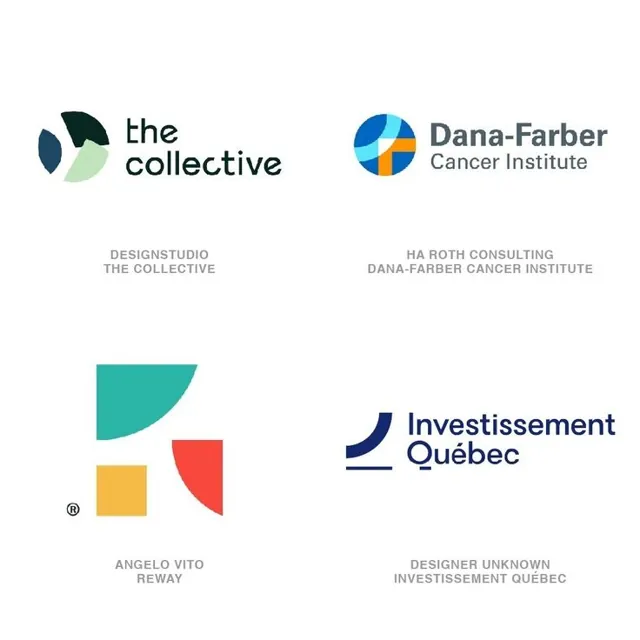 the
collective
Dana-Farber
Cancer Institute
DESIGNSTUDIO
THE COLLECTIVE
HA ROTH CONSULTING
DANA-FARBER CANCER INSTITUTE
®
Investissement
Québec
ANGELO VITO
REWAY
DESIGNER UNKNOWN
INVESTISSEMENT QUÉBEC